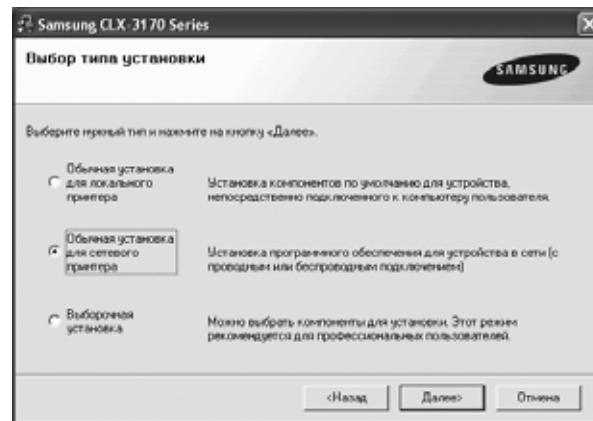 Samsung CLX-3170 Series
Выбор типа установки
SAMSUNG
Выберите нужный тип и нажмите на кнопку «Далее».
Обычная установка
для локального
принтера
Установка компонентов по умолчанию для устройства,
непосредственно подключенного к компьютеру пользователя.
Обычная установка
для сетевого
принтера
Установка программного обеспечения для устройства в сети (с
проводным или беспроводным подключением)
Выборочная
установка
Можно выбрать компоненты для установки. Этот режим
рекомендуется для профессиональных пользователей.
<Назад
Далее>
Отмена